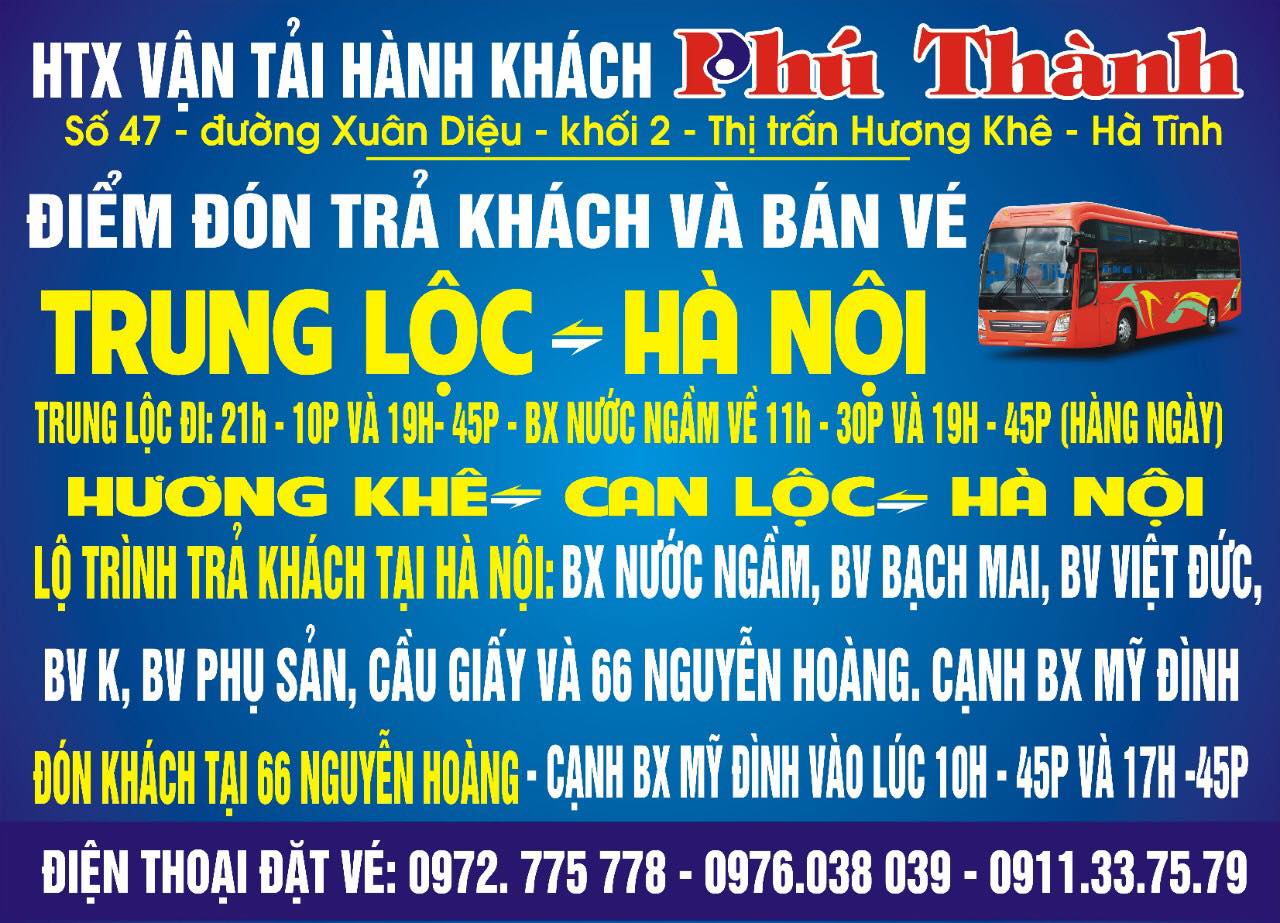 HTX VẬN TẢI HÀNH KHÁCH Phú Thành
Số 47 - đường Xuân Diệu - khối 2 - Thị trấn Hương Khê - Hà Tĩnh
ĐIỂM ĐÓN TRẢ KHÁCH VÀ BÁN VÉ
TRUNG LỘC ⇌ HÀ NỘI
TRUNG LỘC ĐI: 21h - 10P VÀ 19H- 45P - BX NƯỚC NGẦM VỀ 11h - 30P VÀ 19H - 45P (HÀNG NGÀY)
HƯƠNG KHÊ ⇌ CAN LỘC ⇌ HÀ NỘI
LỘ TRÌNH TRẢ KHÁCH TẠI HÀ NỘI: BX NƯỚC NGẦM, BV BẠCH MAI, BV VIỆT ĐỨC,
BV K, BV PHỤ SẢN, CẦU GIẤY VÀ 66 NGUYỄN HOÀNG. CẠNH BX MỸ ĐÌNH
ĐÓN KHÁCH TẠI 66 NGUYỄN HOÀNG - CẠNH BX MỸ ĐÌNH VÀO LÚC 10H - 45P VÀ 17H -45P
ĐIỆN THOẠI ĐẶT VÉ: 0972. 775 778 - 0976.038 039 - 0911.33.75.79